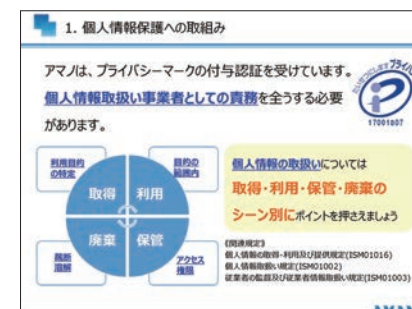 1. 個人情報保護への取組み
アマノは、プライバシーマークの付与認証を受けています。
個人情報取扱い事業者としての責務を全うする必要
があります。
17001807
利用目的
の特定
目的の
範囲内
取得
利用
廃棄
保管
裁断
溶解
アクセス
権限
個人情報の取扱いについては
取得・利用・保管・廃棄の
シーン別にポイントを押さえましょう
《関連規定》
個人情報の取得・利用及び提供規定(ISM01016)
個人情報取扱い規定(ISM01002)
従業者の監督及び従業者情報取扱い規定(ISM01003)